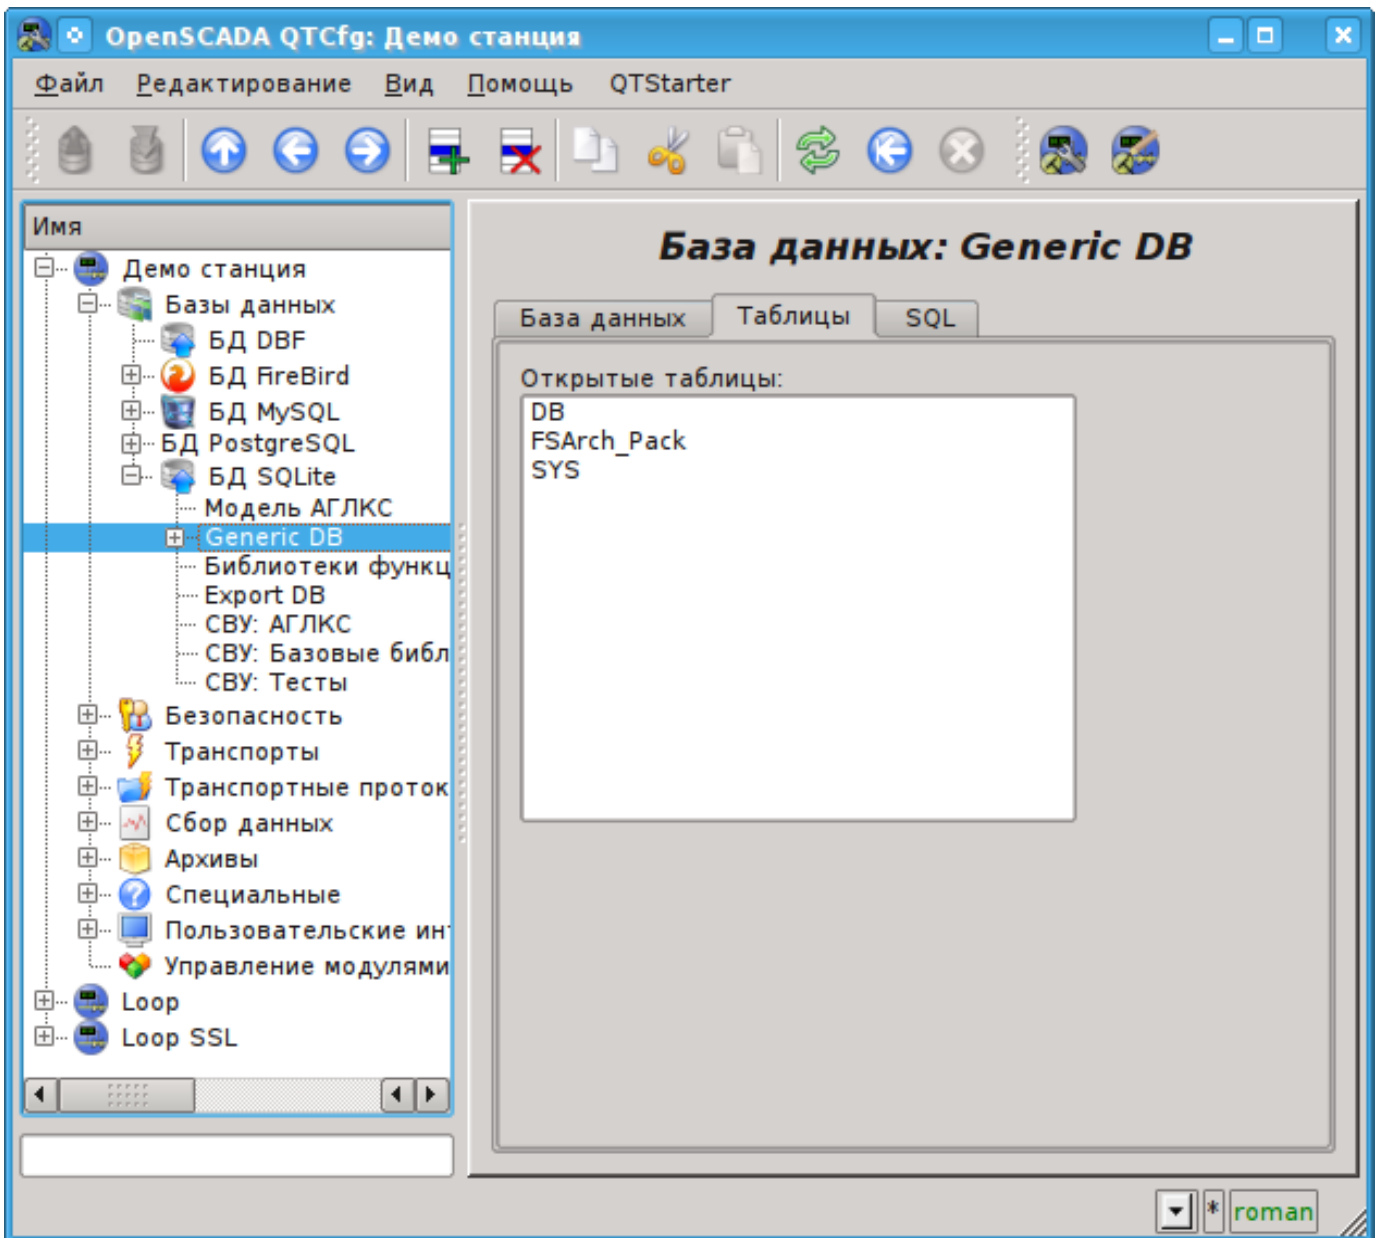 OpenSCADA QTCfg: Демо станция
Файл Редактирование Вид Помощь QTStarter
Имя
Демо станция
Базы данных
БД DBF
БД FireBird
БД MySQL
БД PostgreSQL
БД SQLite
Модель АГЛКС
Generic DB
Библиотеки функц
Export DB
СВУ: АГЛКС
СВУ: Базовые библ
СВУ: Тесты
Безопасность
Транспорты
Транспортные проток
Сбор данных
Архивы
Специальные
Пользовательские инт
Управление модулями
Loop
Loop SSL
База данных: Generic DB
База данных Таблицы SQL
Открытые таблицы:
DB
FSArch_Pack
SYS
* roman